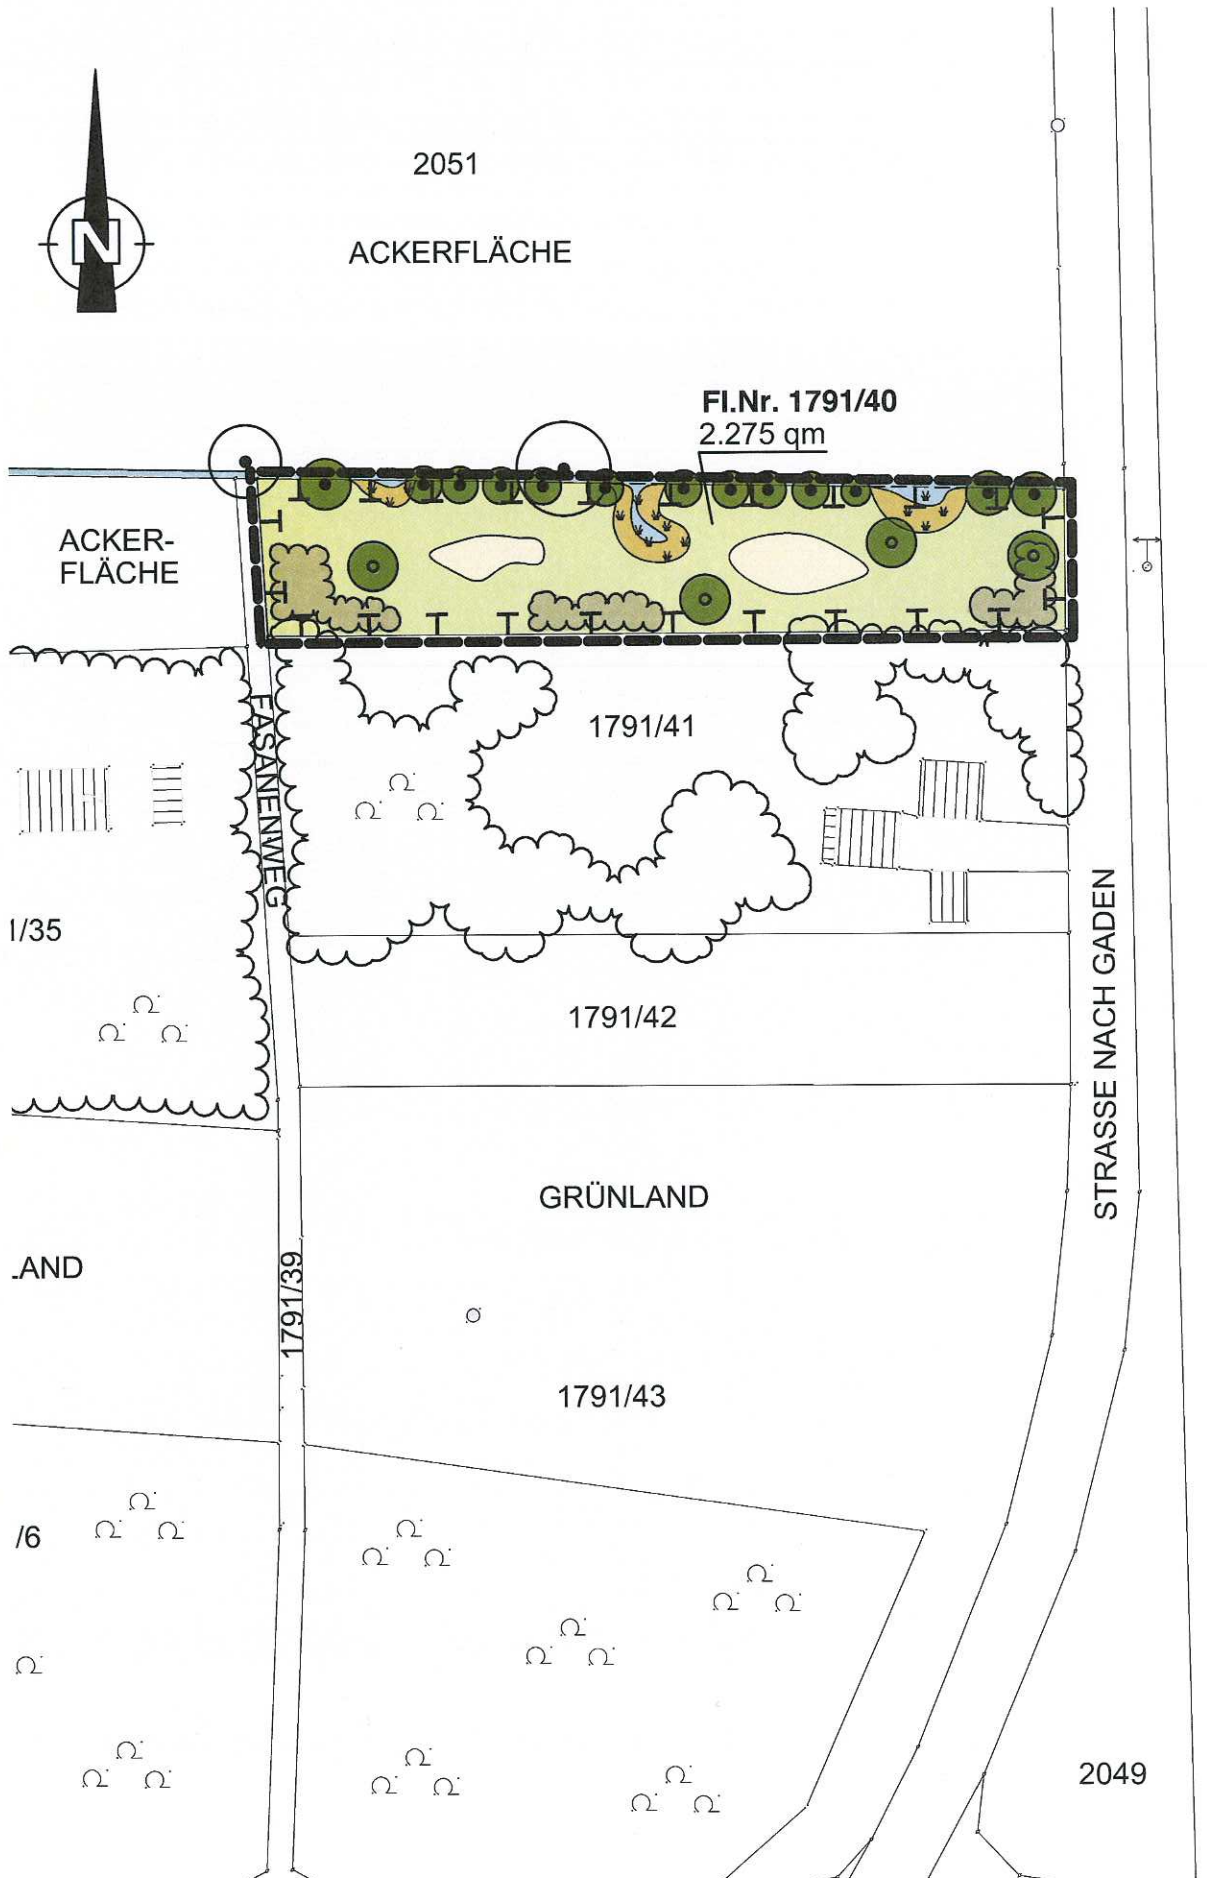 2051
ACKERFLÄCHE
N
Fl.Nr. 1791/40
2.275 qm
ACKER-
FLÄCHE
1791/41
FASANENWEG
1/35
STRASSE NACH GADEN
1791/42
GRÜNLAND
LAND
1791/39
1791/43
/6
2049